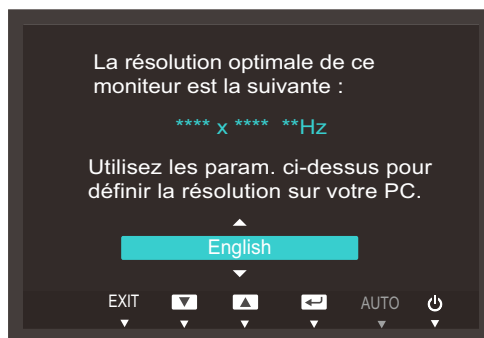 La résolution optimale de ce
moniteur est la suivante :
**** x **** **Hz
Utilisez les param. ci-dessus pour
définir la résolution sur votre PC.
English
EXIT AUTO